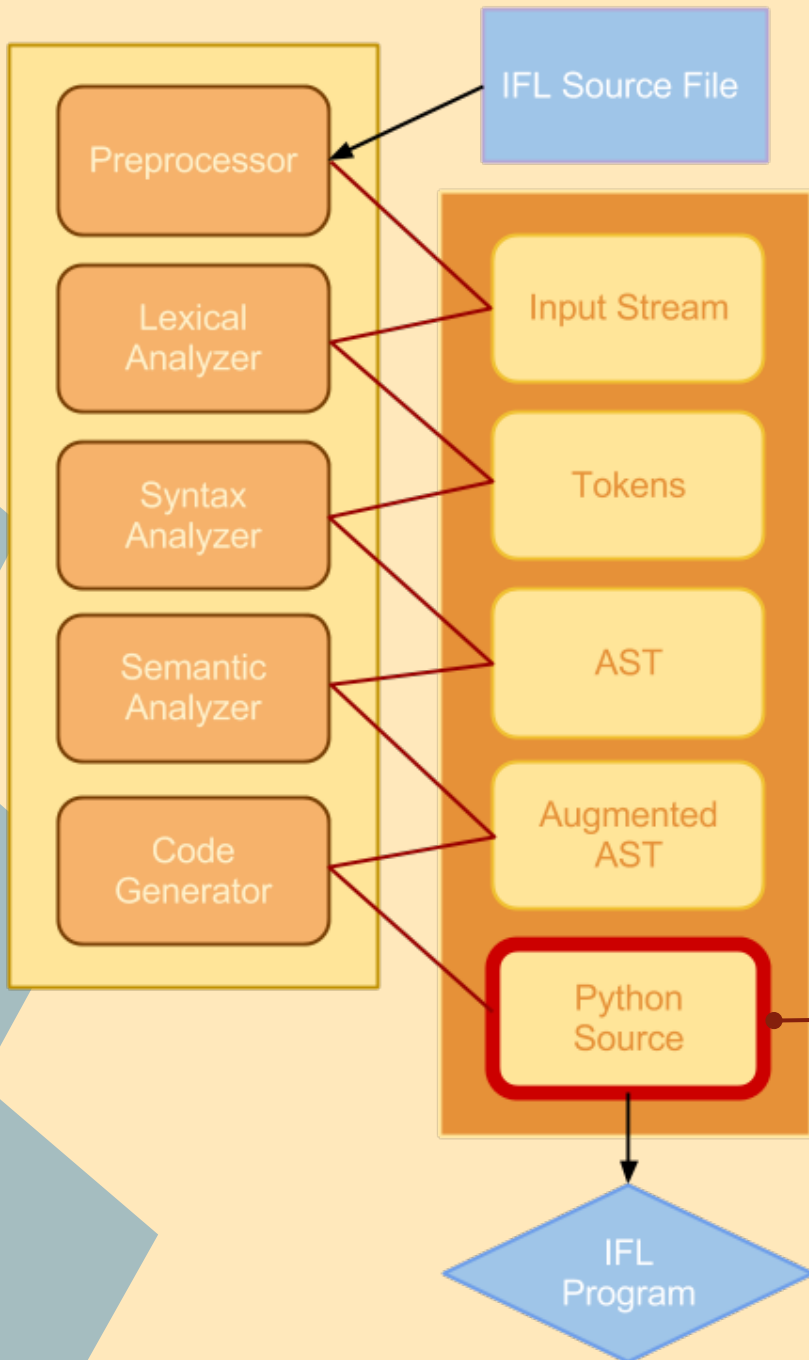 IFL Source File
Preprocessor
Input Stream
Lexical
Analyzer
Tokens
Syntax
Analyzer
AST
Semantic
Analyzer
Augmented
AST
Code
Generator
Python
Source
IFL
Program